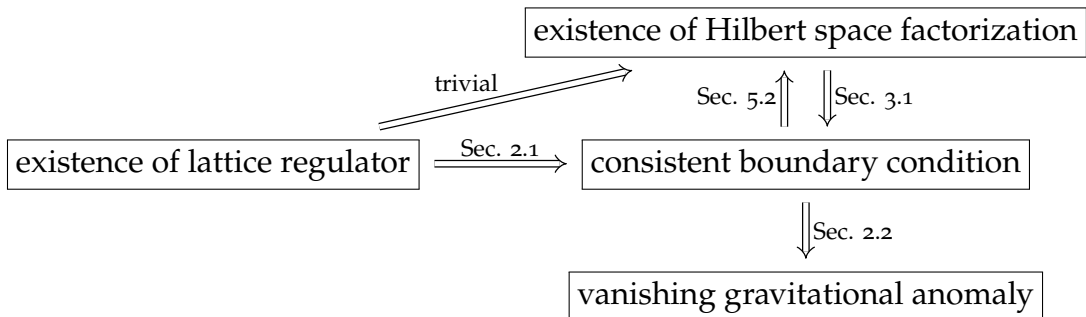 existence of Hilbert space factorization
trivial
Sec. 5.2
Sec. 3.1
existence of lattice regulator
Sec. 2.1
consistent boundary condition
Sec. 2.2
vanishing gravitational anomaly